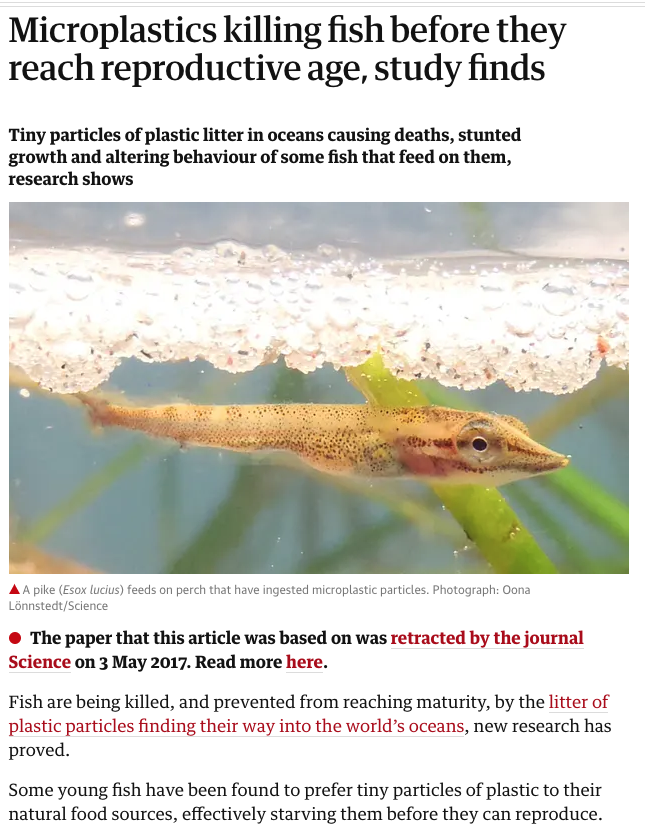 Microplastics killing fish before they
reach reproductive age, study finds
Tiny particles of plastic litter in oceans causing deaths, stunted
growth and altering behaviour of some fish that feed on them,
research shows
▲ A pike (Esox lucius) feeds on perch that have ingested microplastic particles. Photograph: Oona
Lönnstedt/Science
● The paper that this article was based on was retracted by the journal
Science on 3 May 2017. Read more here.
Fish are being killed, and prevented from reaching maturity, by the litter of
plastic particles finding their way into the world’s oceans, new research has
proved.
Some young fish have been found to prefer tiny particles of plastic to their
natural food sources, effectively starving them before they can reproduce.